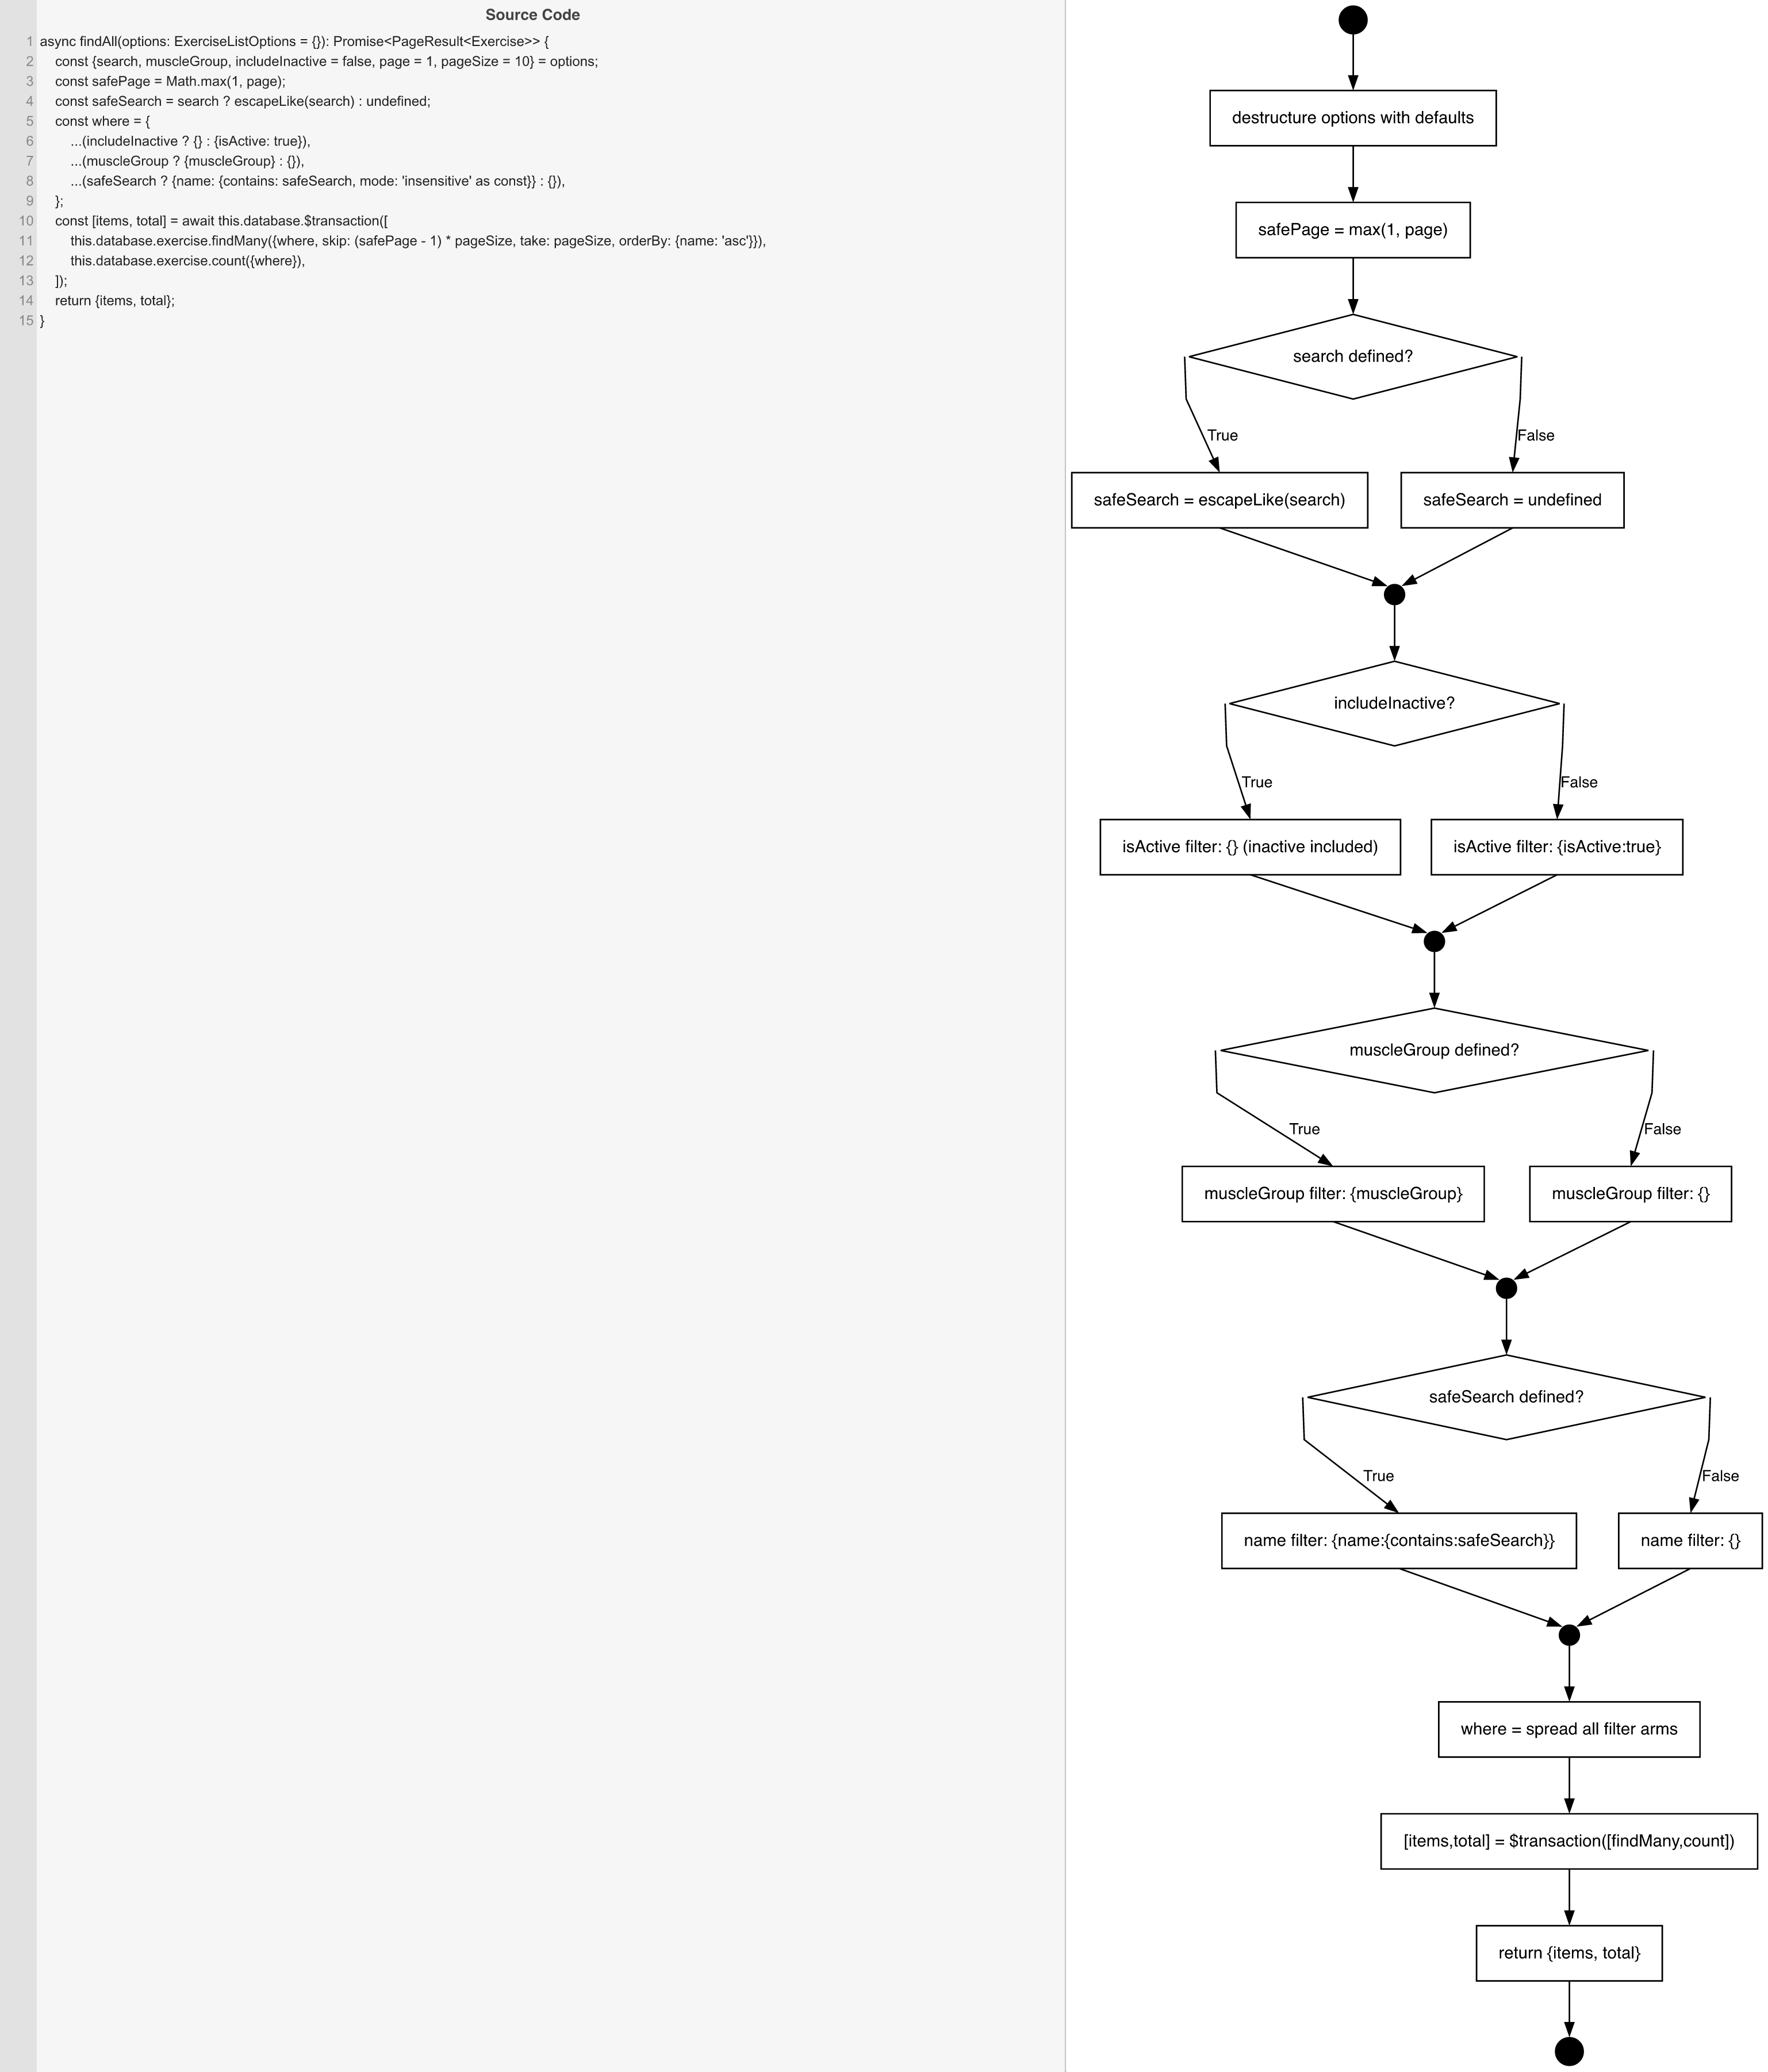 Source Code
1 async findAll(options: ExerciseListOptions = {}): Promise<PageResult<Exercise>> {
2 const {search, muscleGroup, includeInactive = false, page = 1, pageSize = 10} = options;
3 const safePage = Math.max(1, page);
4 const safeSearch = search ? escapeLike(search) : undefined;
5 const where = {
6 ...(includeInactive ? {} : {isActive: true}),
7 ...(muscleGroup ? {muscleGroup} : {}),
8 ...(safeSearch ? {name: {contains: safeSearch, mode: 'insensitive' as const}} : {}),
9 };
10 const [items, total] = await this.database.$transaction([
11 this.database.exercise.findMany({where, skip: (safePage - 1) * pageSize, take: pageSize, orderBy: {name: 'asc'}}),
12 this.database.exercise.count({where}),
13 ]);
14 return {items, total};
15 }
destructure options with defaults
safePage = max(1, page)
search defined?
True
False
safeSearch = escapeLike(search)
safeSearch = undefined
includeInactive?
True
False
isActive filter: {} (inactive included)
isActive filter: {isActive:true}
muscleGroup defined?
True
False
muscleGroup filter: {muscleGroup}
muscleGroup filter: {}
safeSearch defined?
True
False
name filter: {name:{contains:safeSearch}}
name filter: {}
where = spread all filter arms
[items,total] = $transaction([findMany,count])
return {items, total}